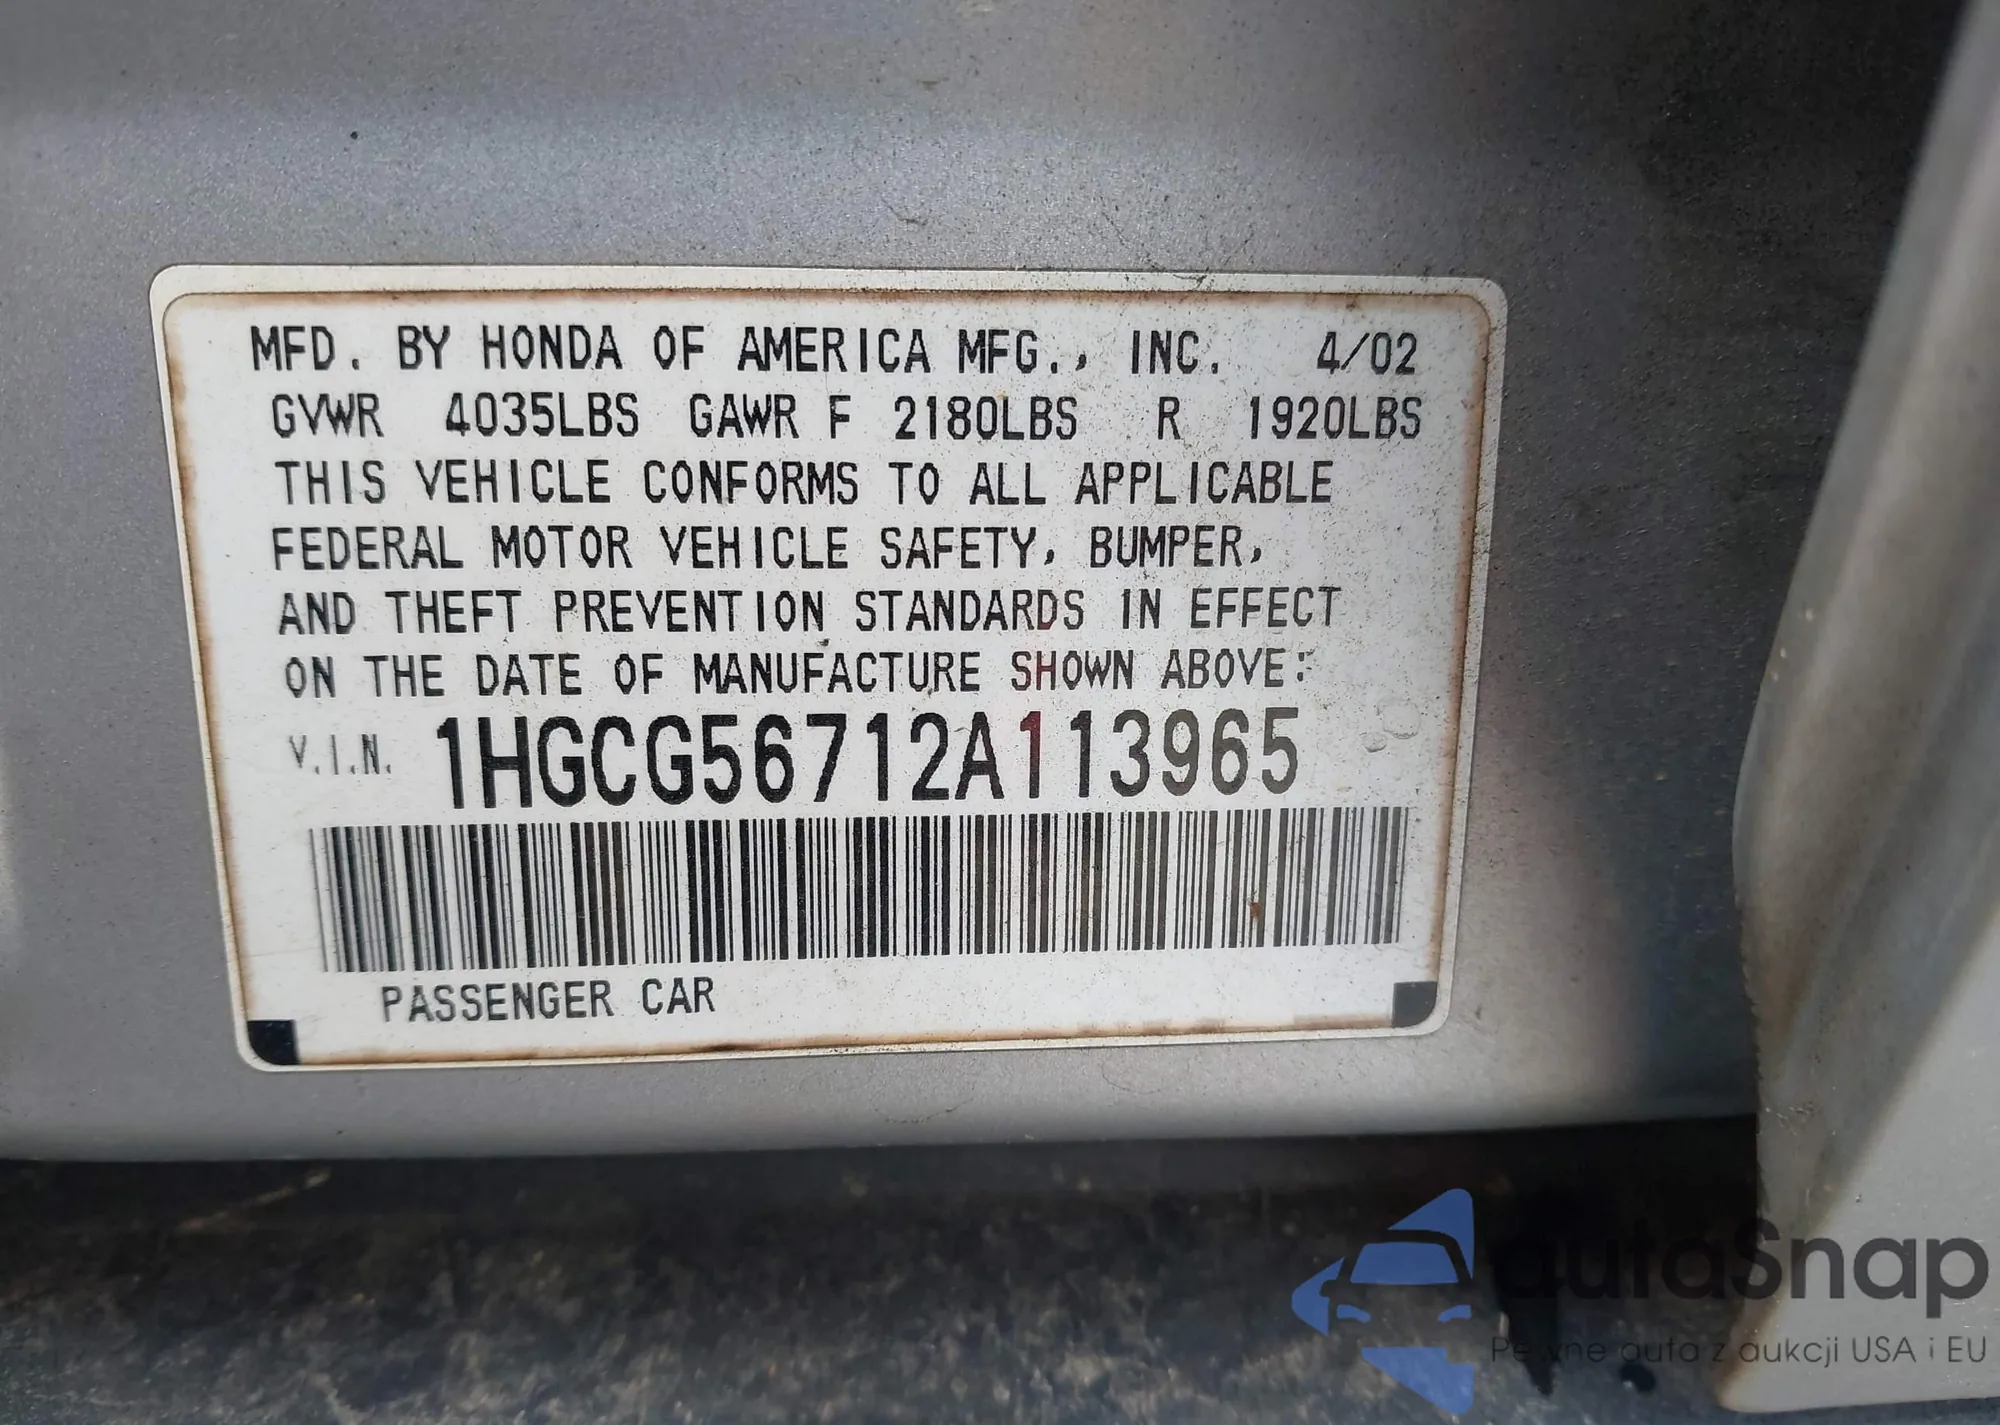 MFD. BY HONDA OF AMERICA MFG., INC. 4/02
GVWR 4035LBS GAWR F 2180LBS R 1920LBS
THIS VEHICLE CONFORMS TO ALL APPLICABLE
FEDERAL MOTOR VEHICLE SAFETY, BUMPER,
AND THEFT PREVENTION STANDARDS IN EFFECT
ON THE DATE OF MANUFACTURE SHOWN ABOVE:
V.I.N. 1HGCG56712A113965
PASSENGER CAR
autaSnap
Pewne auta z aukcji USA i EU